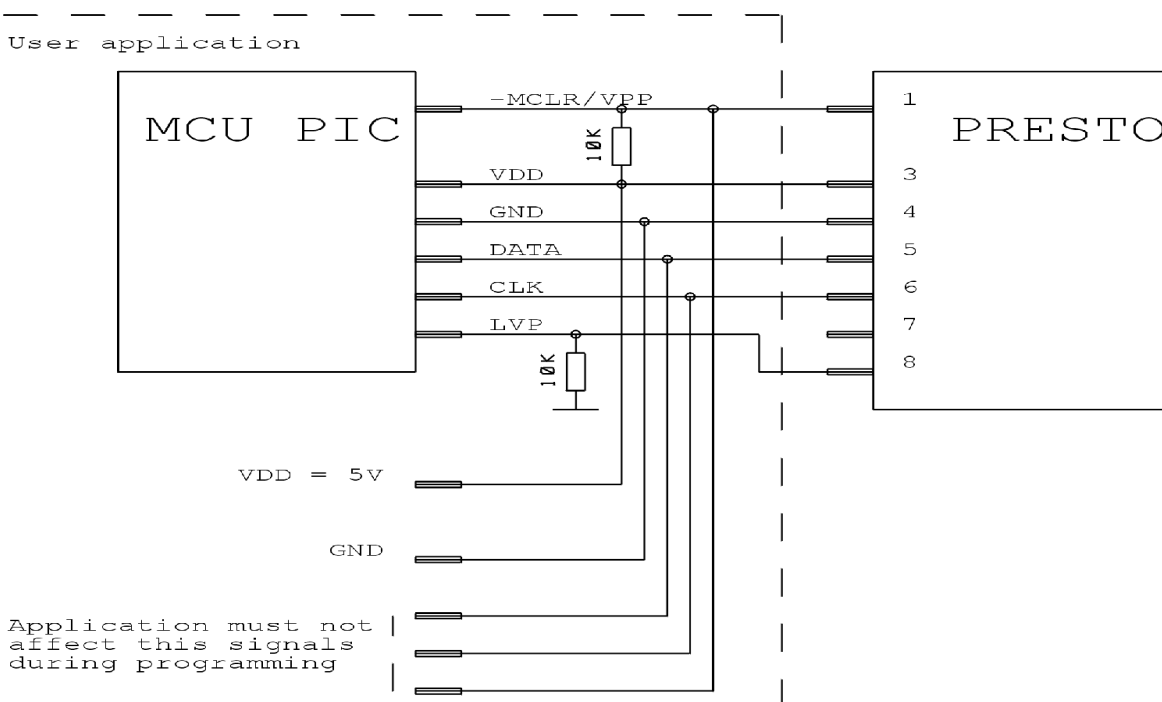 User application
MCU PIC
-MCLR/VPP
10K
VDD
GND
DATA
CLK
LVP
10K
1
PRESTO
3
4
5
6
7
8
VDD = 5V
GND
Application must not
affect this signals
during programming